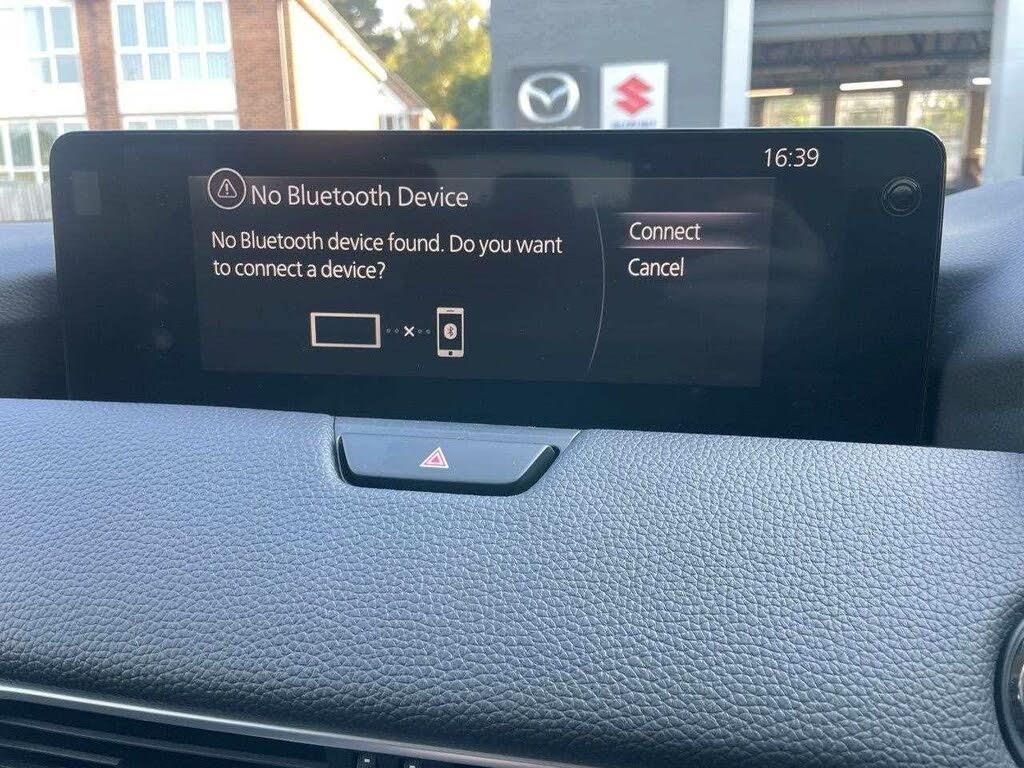 16:39
No Bluetooth Device
No Bluetooth device found. Do you want
to connect a device?
Connect
Cancel